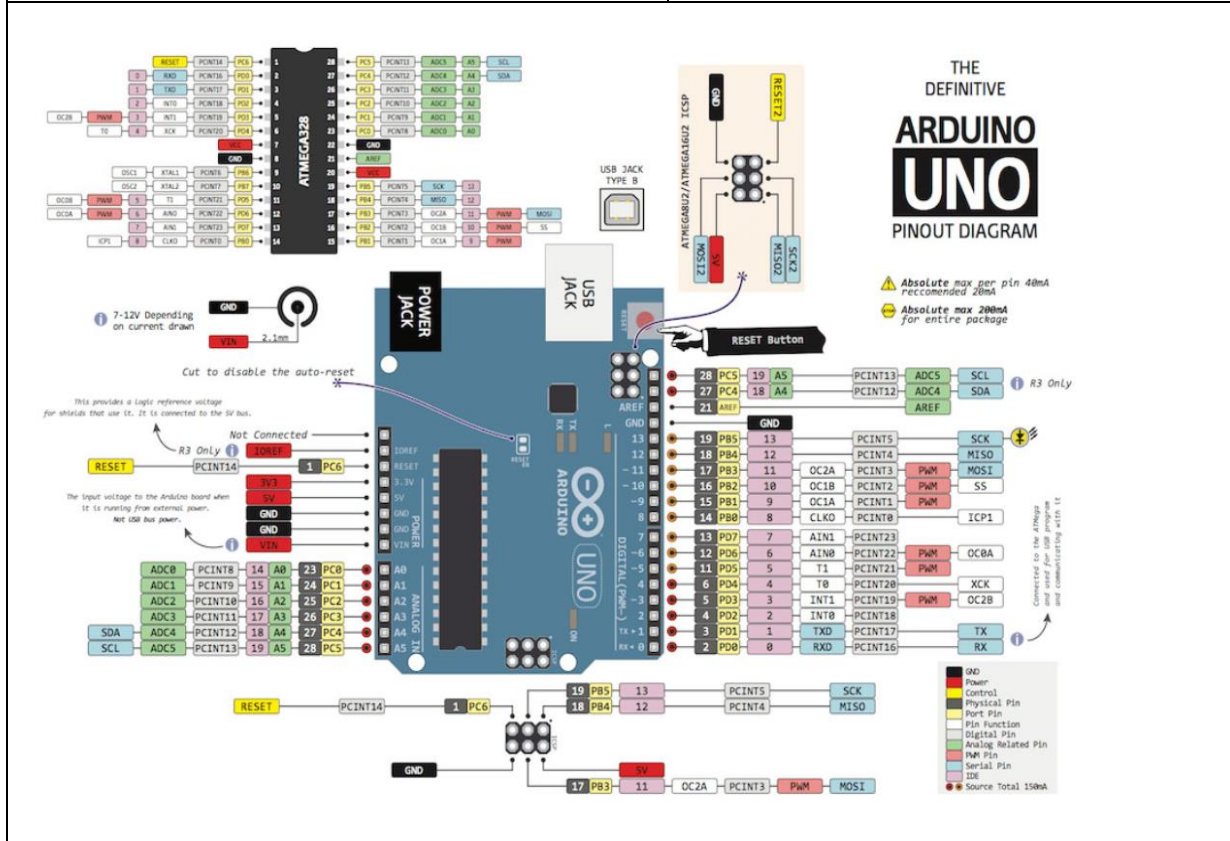 THE
DEFINITIVE
ARDUINO
UNO
PINOUT DIAGRAM
RESET PCINT14 PC6 1
0 RXD PCINT16 PD0 2
1 TXD PCINT17 PD1 3
2 INT0 PCINT18 PD2 4
OC2B PWM 3 INT1 PCINT19 PD3 5
T0 4 XCK PCINT20 PD4 6
VCC 7
GND 8
OSC1 XTAL1 PCINT6 PB6 9
OSC2 XTAL2 PCINT7 PB7 10
OC0B PWM 5 T1 PCINT21 PD5 11
OC0A PWM 6 AIN0 PCINT22 PD6 12
7 AIN1 PCINT23 PD7 13
ICP1 8 CLKO PCINT0 PB0 14
ATMEGA328
28 PC5 PCINT13 ADC5 A5 SCL
27 PC4 PCINT12 ADC4 A4 SDA
26 PC3 PCINT11 ADC3 A3
25 PC2 PCINT10 ADC2 A2
24 PC1 PCINT9 ADC1 A1
23 PC0 PCINT8 ADC0 A0
22 GND
21 AREF
20 VCC
19 PB5 PCINT5 SCK 13
18 PB4 PCINT4 MISO 12
17 PB3 PCINT3 OC2A 11 PWM MOSI
16 PB2 PCINT2 OC1B 10 PWM SS
15 PB1 PCINT1 OC1A 9 PWM
USB JACK
TYPE B
ATMEGA8U2/ATMEGA16U2 ICSP
GND
RESET2
MOSI2
5V
MISO2
SCK2
Absolute max per pin 40mA
reccomended 20mA
STOP
Absolute max 200mA
for entire package
7-12V Depending
on current drawn
GND
VIN
2.1mm
POWER
JACK
USB
JACK
RESET
RESET Button
Cut to disable the auto-reset
This provides a logic reference voltage
for shields that use it. It is connected to the 5V bus.
Not Connected
R3 Only IOREF
RESET PCINT14 1 PC6
3V3
5V
GND
GND
VIN
The input voltage to the Arduino board when
it is running from external power.
Not USB bus power.
ADC0 PCINT8 14 A0 23 PC0
ADC1 PCINT9 15 A1 24 PC1
ADC2 PCINT10 16 A2 25 PC2
ADC3 PCINT11 17 A3 26 PC3
SDA ADC4 PCINT12 18 A4 27 PC4
SCL ADC5 PCINT13 19 A5 28 PC5
IOREF
RESET
3.3V
5V
GND
GND
VIN
POWER
A0
A1
A2
A3
A4
A5
ANALOG IN
RESET
EN
RX
TX
L
ARDUINO
UNO
ON
ICSP
DIGITAL(PWM~)
AREF
GND
13
12
~11
~10
~9
8
7
~6
~5
4
~3
2
TX▸1
RX◂0
28 PC5 19 A5 PCINT13 ADC5 SCL
R3 Only
27 PC4 18 A4 PCINT12 ADC4 SDA
21 AREF AREF
GND
19 PB5 13 PCINT5 SCK
18 PB4 12 PCINT4 MISO
17 PB3 11 OC2A PCINT3 PWM MOSI
16 PB2 10 OC1B PCINT2 PWM SS
15 PB1 9 OC1A PCINT1 PWM
14 PB0 8 CLKO PCINT0 ICP1
13 PD7 7 AIN1 PCINT23
12 PD6 6 AIN0 PCINT22 PWM OC0A
11 PD5 5 T1 PCINT21 PWM
6 PD4 4 T0 PCINT20 XCK
5 PD3 3 INT1 PCINT19 PWM OC2B
4 PD2 2 INT0 PCINT18
3 PD1 1 TXD PCINT17 TX
2 PD0 0 RXD PCINT16 RX
Connected to the ATMega
and used for USB program
and communicating with it
RESET PCINT14 1 PC6
GND
ICSP
19 PB5 13 PCINT5 SCK
18 PB4 12 PCINT4 MISO
5V
17 PB3 11 OC2A PCINT3 PWM MOSI
GND
Power
Control
Physical Pin
Port Pin
Pin Function
Digital Pin
Analog Related Pin
PWM Pin
Serial Pin
IDE
Source Total 150mA